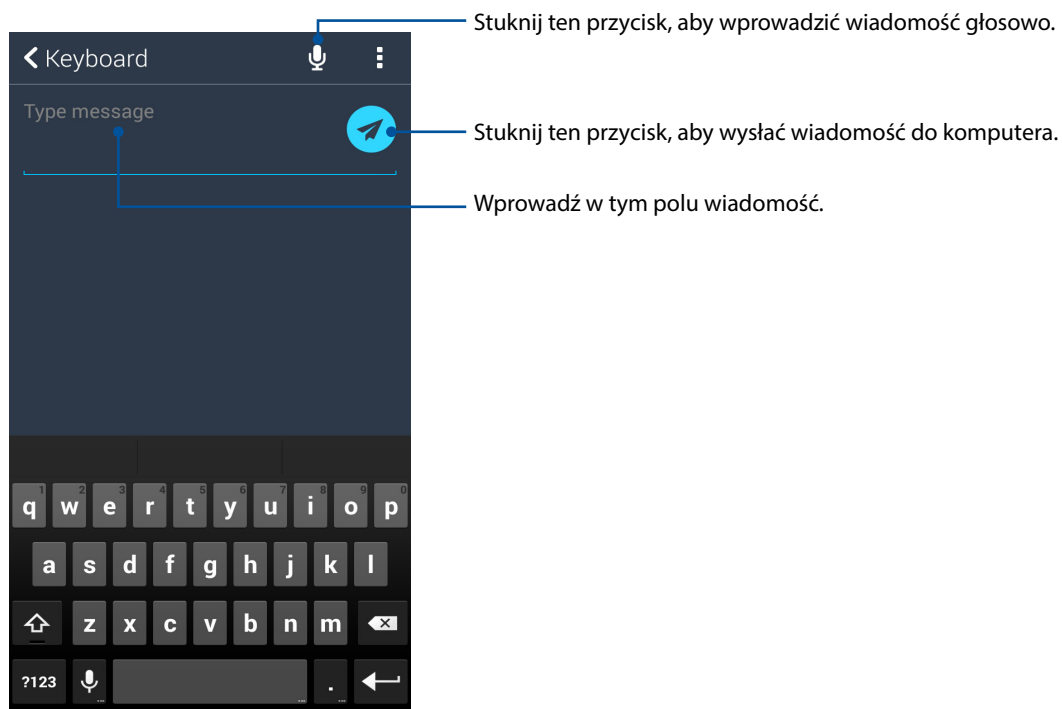 Stuknij ten przycisk, aby wprowadzić wiadomość głosowo.
Keyboard
Type message
Stuknij ten przycisk, aby wysłać wiadomość do komputera.
Wprowadź w tym polu wiadomość.
1 2 3 4 5 6 7 8 9 0
q w e r t y u i o p
a s d f g h j k l
z x c v b n m
?123 ... ... . ...